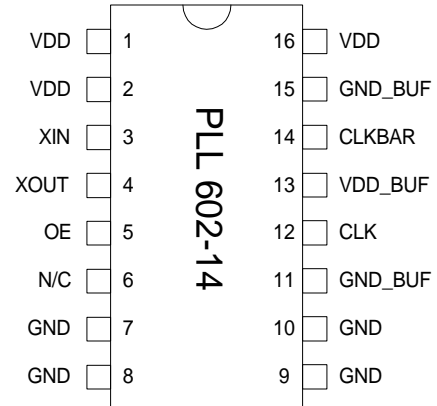 VDD 1 16 VDD
VDD 2 15 GND_BUF
XIN 3 14 CLKBAR
XOUT 4 13 VDD_BUF
OE 5 12 CLK
N/C 6 11 GND_BUF
GND 7 10 GND
GND 8 9 GND
PLL 602-14